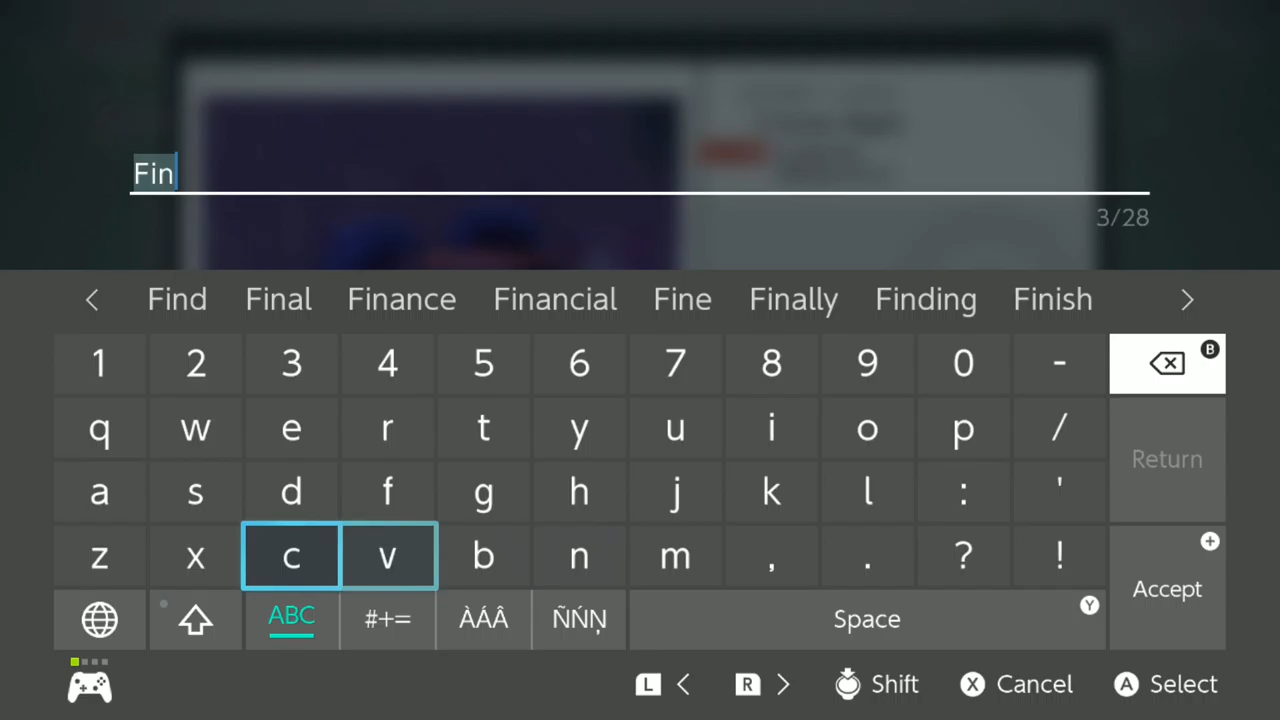 Fin
3/28
Find Final Finance Financial Fine Finally Finding Finish
1 2 3 4 5 6 7 8 9 0 - B
q w e r t y u i o p /
Return
a s d f g h j k l : '
z x c v b n m , . ? ! +
Accept
ABC #+= ÀÁÂ ÑŃŅ Space Y
L R Shift X Cancel A Select